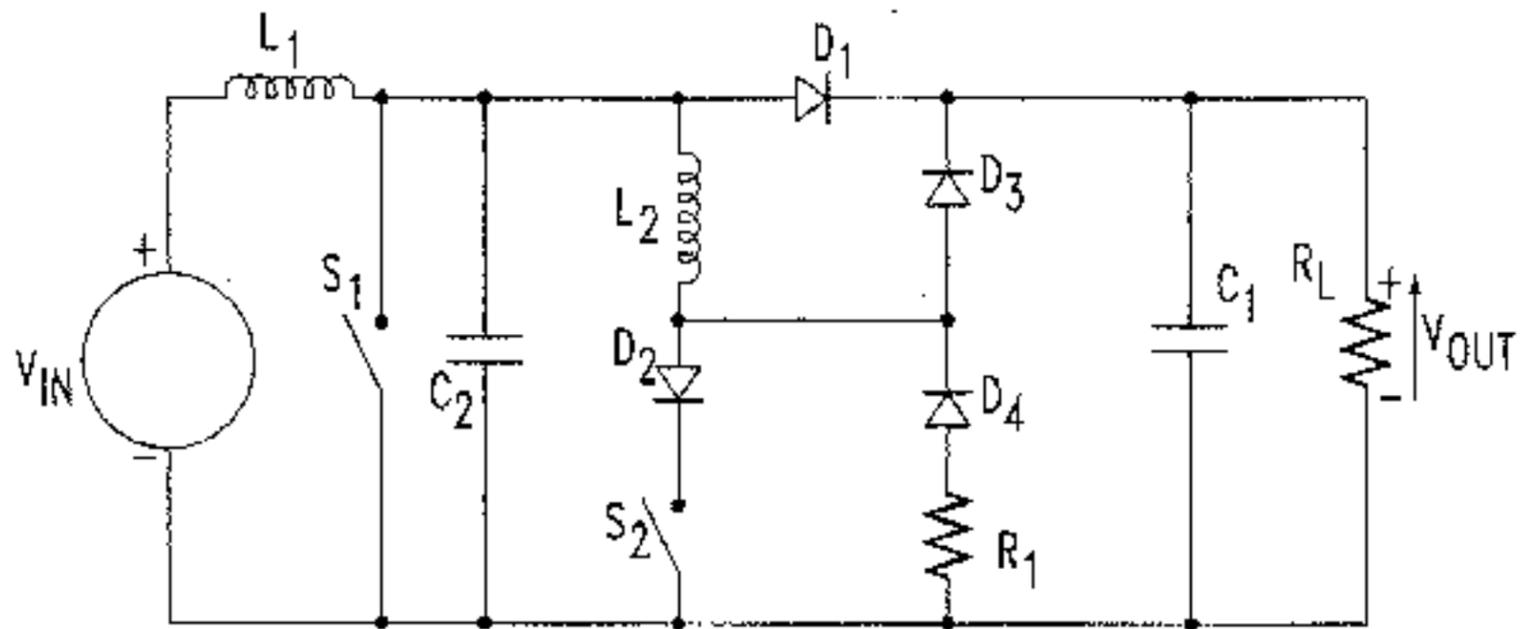 L1
D1
D3
L2
S1
+
C1
RL
+
VIN
D2
VOUT
C2
D4
-
-
S2
R1